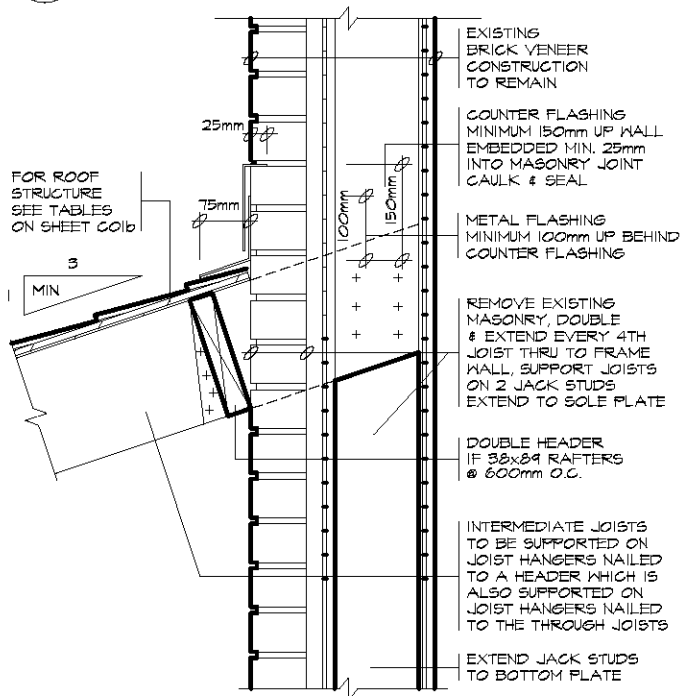 EXISTING
BRICK VENEER
CONSTRUCTION
TO REMAIN
COUNTER FLASHING
MINIMUM 150mm UP WALL
EMBEDDED MIN. 25mm
INTO MASONRY JOINT
CAULK & SEAL
METAL FLASHING
MINIMUM 100mm UP BEHIND
COUNTER FLASHING
REMOVE EXISTING
MASONRY, DOUBLE
& EXTEND EVERY 4TH
JOIST THRU TO FRAME
WALL, SUPPORT JOISTS
ON 2 JACK STUDS
EXTEND TO SOLE PLATE
DOUBLE HEADER
IF 38x89 RAFTERS
@ 600mm O.C.
INTERMEDIATE JOISTS
TO BE SUPPORTED ON
JOIST HANGERS NAILED
TO A HEADER WHICH IS
ALSO SUPPORTED ON
JOIST HANGERS NAILED
TO THE THROUGH JOISTS
EXTEND JACK STUDS
TO BOTTOM PLATE
25mm
75mm
100mm
150mm
FOR ROOF
STRUCTURE
SEE TABLES
ON SHEET C01b
3
1
MIN